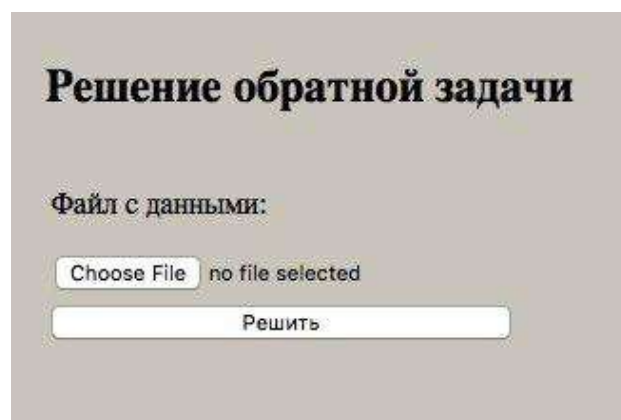 Решение обратной задачи
Файл с данными:
Choose File no file selected
Решить